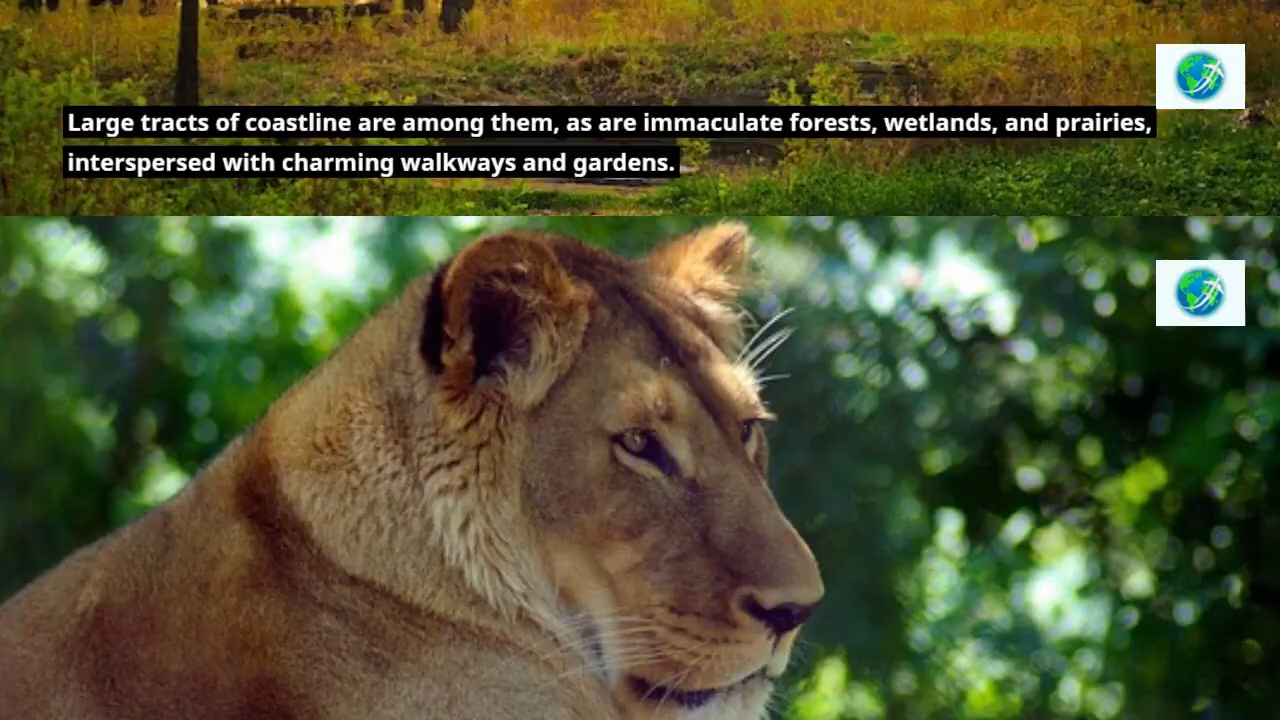 Large tracts of coastline are among them, as are immaculate forests, wetlands, and prairies,
interspersed with charming walkways and gardens.